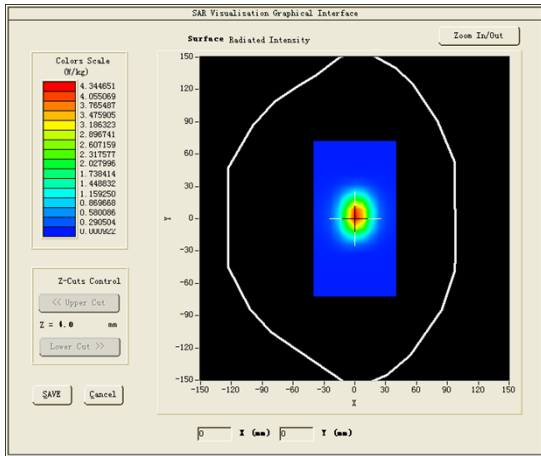 SAR Visualisation Graphical Interface
Surface Radiated Intensity
Zoom In/Out
Colors Scale
(W/kg)
4.344651
4.055069
3.765487
3.475905
3.186323
2.896741
2.607159
2.317577
2.027996
1.738414
1.448832
1.159250
0.869668
0.580086
0.290504
0.000922
Z-Cuts Control
<< Upper Cut
Z = 4.0 mm
Lower Cut >>
SAVE Cancel
150
120
90
60
30
0
-30
-60
-90
-120
-150
Y
-150 -120 -90 -60 -30 0 30 60 90 120 150
X
0 X (mm) 0 Y (mm)